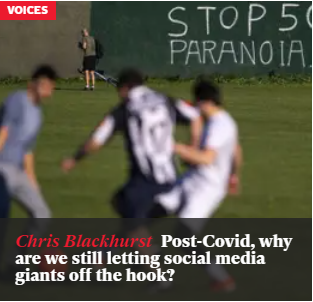 VOICES
STOP 5G
PARANOIA
Chris Blackhurst Post-Covid, why
are we still letting social media
giants off the hook?